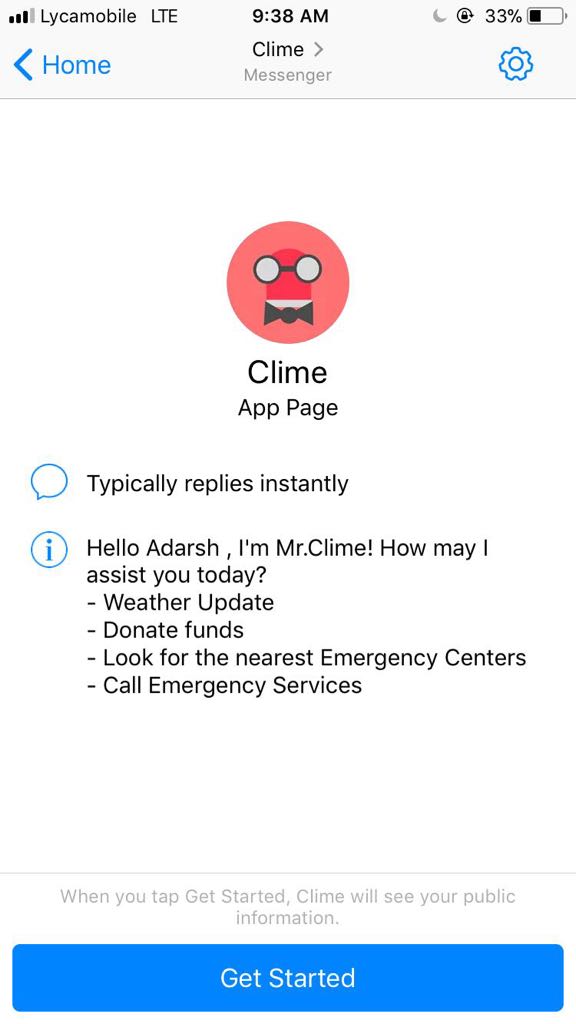 Lycamobile LTE 9:38 AM 33%
Home
Clime
Messenger
Clime
App Page
Typically replies instantly
Hello Adarsh , I'm Mr.Clime! How may I
assist you today?
- Weather Update
- Donate funds
- Look for the nearest Emergency Centers
- Call Emergency Services
When you tap Get Started, Clime will see your public
information.
Get Started